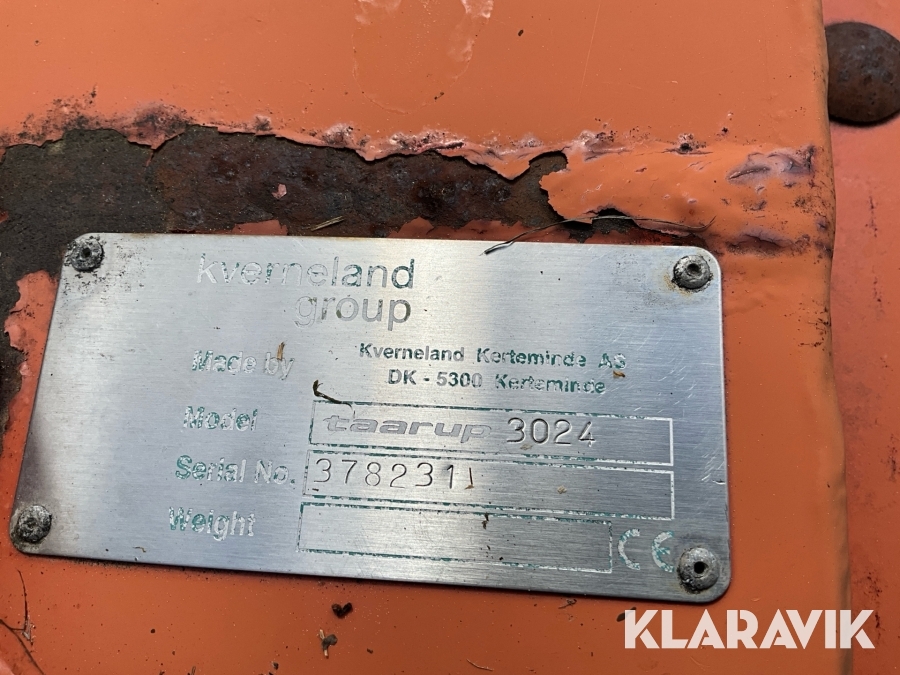 kverneland
group
Made by Kverneland Kerteminde AS
DK - 5300 Kerteminde
Model taarup 3024
Serial No. 378231
Weight
CE
KLARAVIK